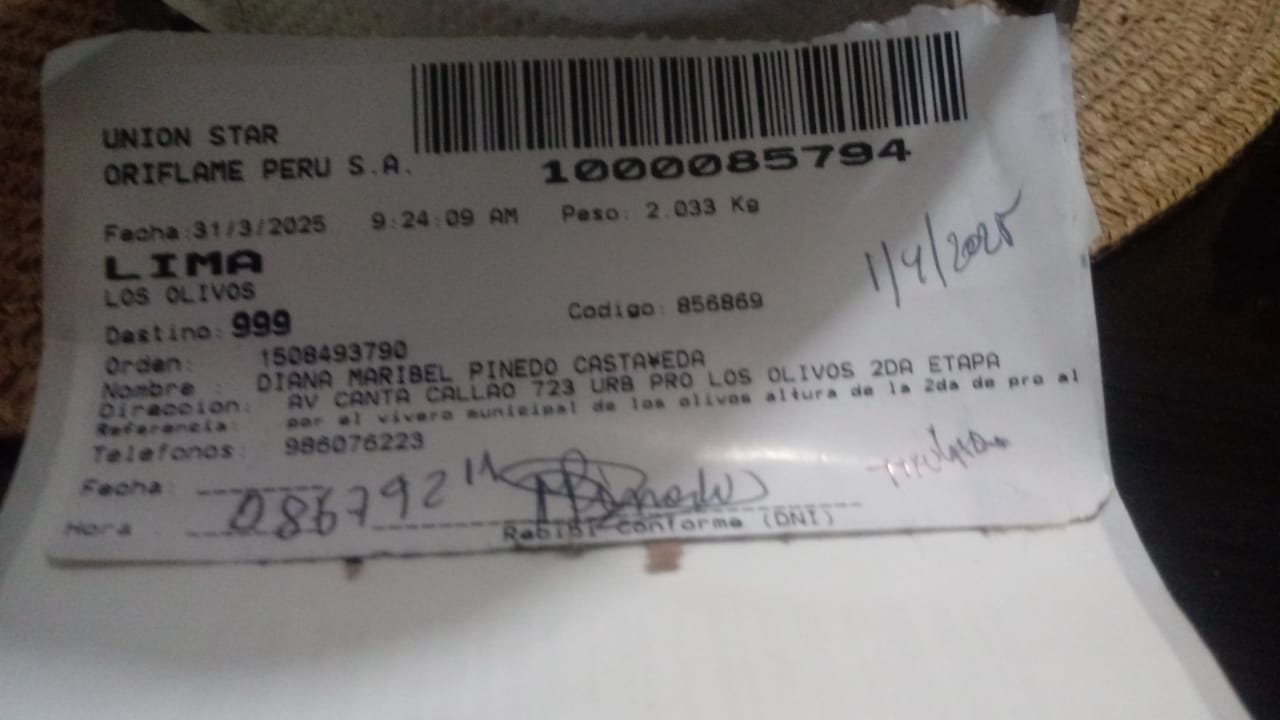 UNION STAR
ORIFLAME PERU S.A.
1000085794
Fecha:31/3/2025 9:24:09 AM Peso: 2.033 Kg
LIMA
LOS OLIVOS
1/4/2025
Destino: 999 Codigo: 856869
Orden: 1508493790
Nombre : DIANA MARIBEL PINEDO CASTA¥EDA
Direccion: AV CANTA CALLAO 723 URB PRO LOS OLIVOS 2DA ETAPA
Referencia: por el vivero municipal de los olivos altura de la 2da de pro al
Telefonos: 986076223
Fecha:
Hora :
Recibi conforme (DNI)